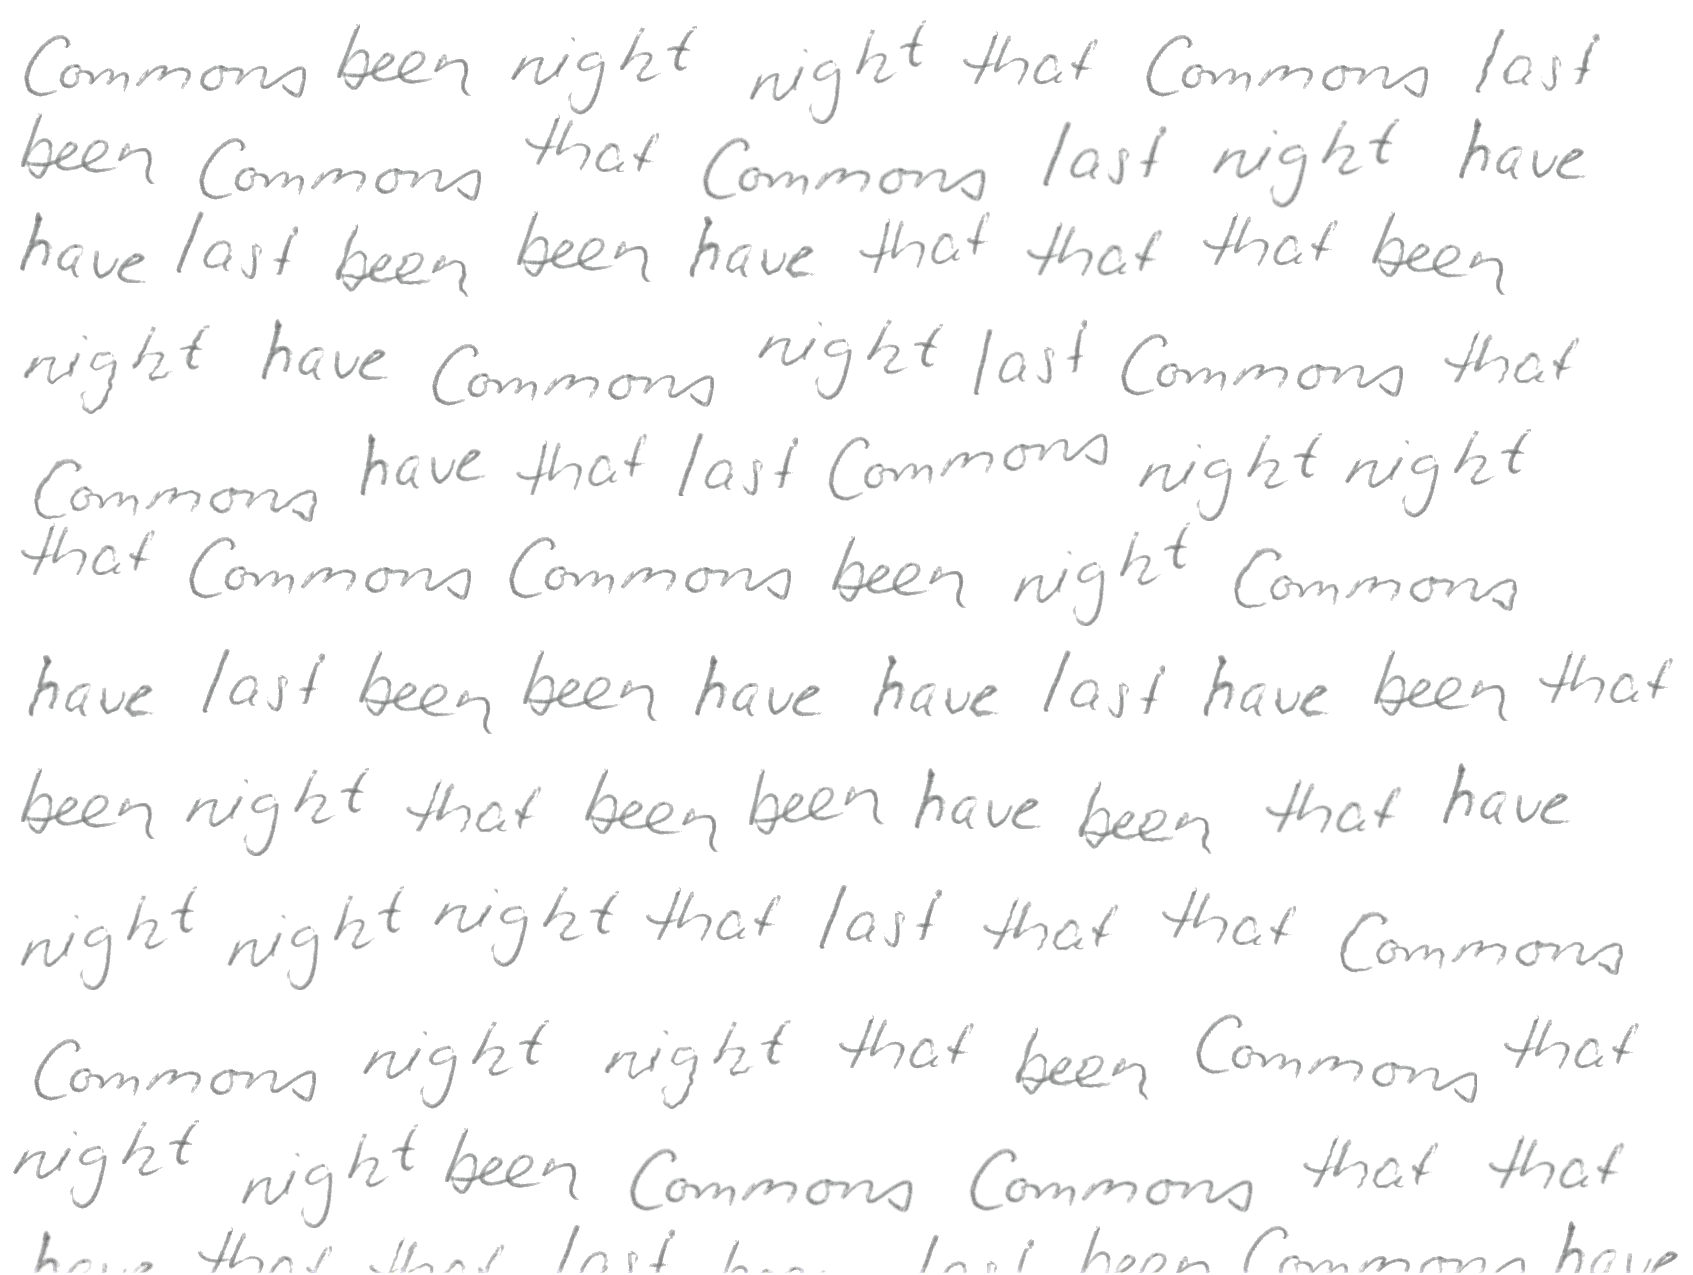 Commons been night night that Commons last
been Commons that Commons last night have
have last been been have that that that been
night have Commons night last Commons that
Commons have that last Commons night night
that Commons Commons been night Commons
have last been been have have last have been that
been night that been been have been that have
night night night that last that that Commons
Commons night night that been Commons that
night night been Commons Commons that that
have that that last last been Commons have